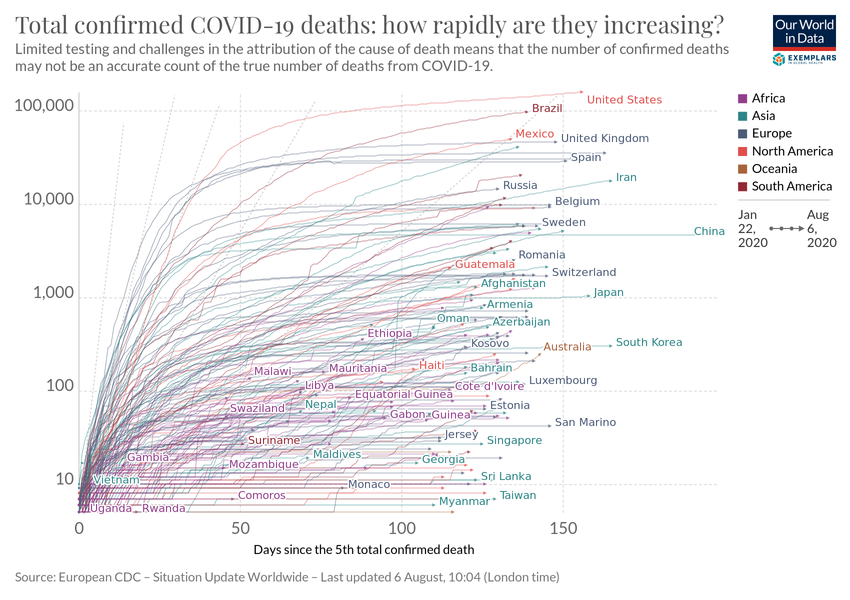 Total confirmed COVID-19 deaths: how rapidly are they increasing?
Limited testing and challenges in the attribution of the cause of death means that the number of confirmed deaths
may not be an accurate count of the true number of deaths from COVID-19.
Our World
in Data
EXEMPLARS
IN GLOBAL HEALTH
100,000
10,000
1,000
100
10
0
50
100
150
Days since the 5th total confirmed death
United States
Brazil
Mexico
United Kingdom
Spain
Iran
Russia
Belgium
Sweden
China
Romania
Guatemala
Switzerland
Afghanistan
Japan
Armenia
Oman
Azerbaijan
Ethiopia
Kosovo
Australia
South Korea
Malawi
Mauritania
Haiti
Bahrain
Libya
Cote d'Ivoire
Luxembourg
Equatorial Guinea
Swaziland
Nepal
Gabon
Guinea
Estonia
San Marino
Suriname
Jersey
Singapore
Gambia
Maldives
Mozambique
Georgia
Vietnam
Monaco
Sri Lanka
Comoros
Myanmar
Taiwan
Uganda
Rwanda
Africa
Asia
Europe
North America
Oceania
South America
Jan
22,
2020
Aug
6,
2020
Source: European CDC – Situation Update Worldwide – Last updated 6 August, 10:04 (London time)